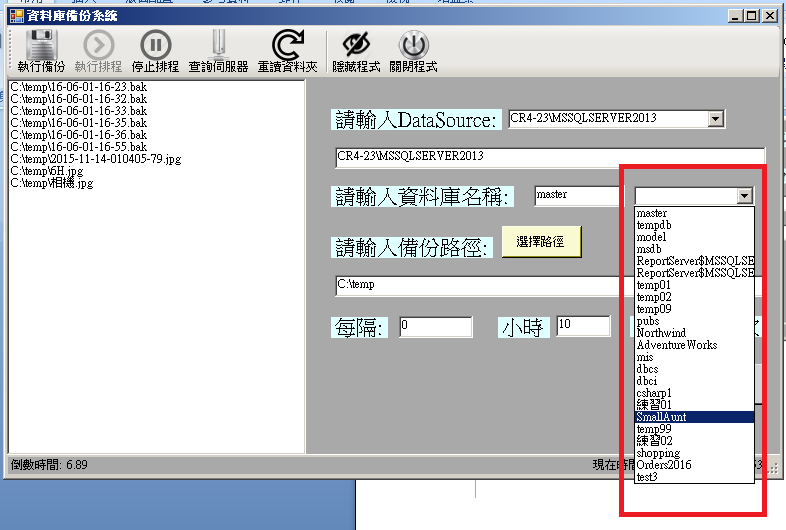 資料庫備份系統
執行備份 執行排程 停止排程 查詢伺服器 重讀資料夾 隱藏程式 關閉程式
C:\temp\16-06-01-16-23.bak
C:\temp\16-06-01-16-32.bak
C:\temp\16-06-01-16-33.bak
C:\temp\16-06-01-16-35.bak
C:\temp\16-06-01-16-36.bak
C:\temp\16-06-01-16-55.bak
C:\temp\2015-11-14-010405-79.jpg
C:\temp\6H.jpg
C:\temp\相機.jpg
請輸入DataSource: CR4-23\MSSQLSERVER2013
CR4-23\MSSQLSERVER2013
請輸入資料庫名稱: master
請輸入備份路徑: 選擇路徑
C:\temp
每隔: 0 小時 10
master
tempdb
model
msdb
ReportServer$MSSQLSE
ReportServer$MSSQLSE
temp01
temp02
temp09
pubs
Northwind
AdventureWorks
mis
dbcs
dbci
csharp1
練習01
SmallAunt
temp99
練習02
shopping
Orders2016
test3
倒數時間: 6.89 現在時間